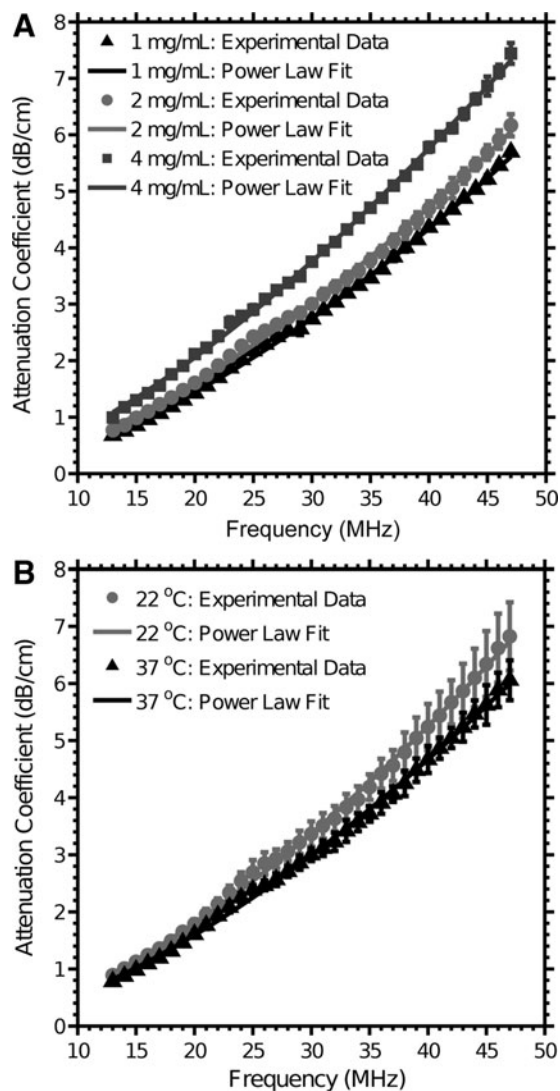 A
8
1 mg/mL: Experimental Data
1 mg/mL: Power Law Fit
7
2 mg/mL: Experimental Data
2 mg/mL: Power Law Fit
6
4 mg/mL: Experimental Data
4 mg/mL: Power Law Fit
5
4
3
2
1
0
Attenuation Coefficient (dB/cm)
10 15 20 25 30 35 40 45 50
Frequency (MHz)
B
8
22 °C: Experimental Data
22 °C: Power Law Fit
7
37 °C: Experimental Data
37 °C: Power Law Fit
6
5
4
3
2
1
0
Attenuation Coefficient (dB/cm)
10 15 20 25 30 35 40 45 50
Frequency (MHz)